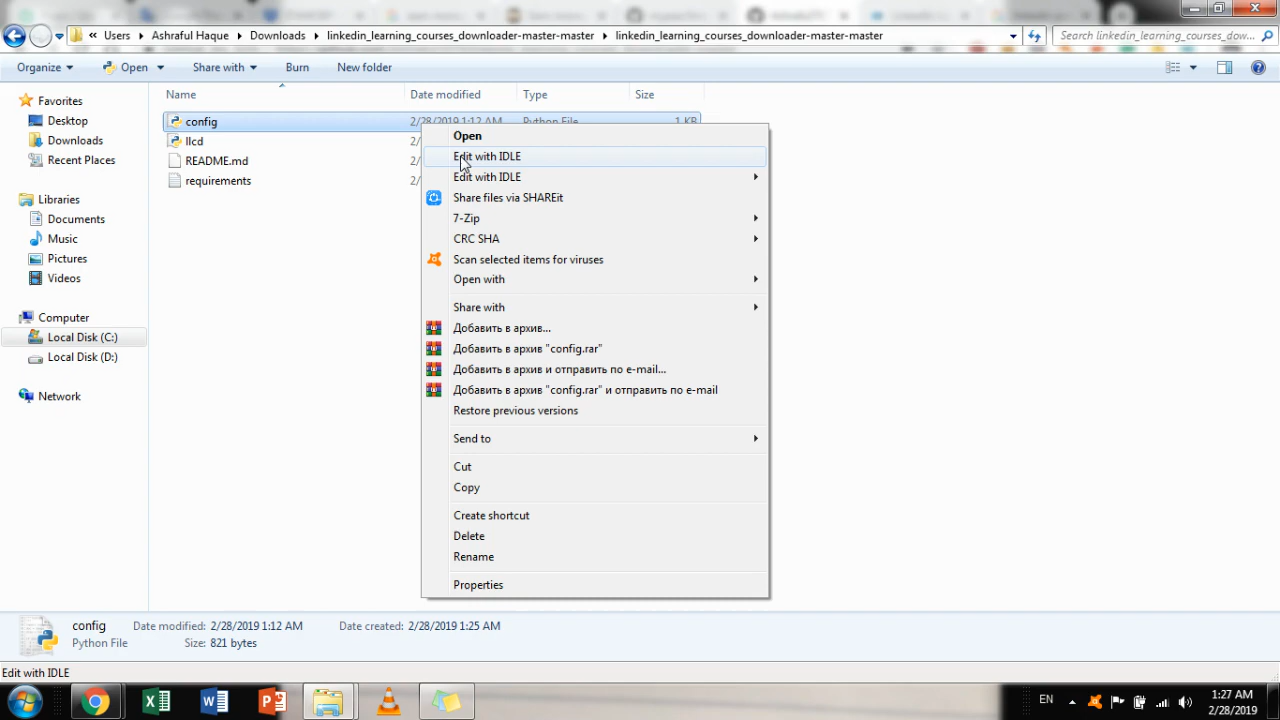 « Users Ashraful Haque Downloads linkedin_learning_courses_downloader-master-master linkedin_learning_courses_downloader-master-master Search linkedin_learning_courses_dow...
Organize Open Share with Burn New folder
Name Date modified Type Size
Favorites
Desktop
Downloads
Recent Places
Libraries
Documents
Music
Pictures
Videos
Computer
Local Disk (C:)
Local Disk (D:)
Network
config 2/28/2019 1:12 AM Python File 1 KB
llcd 2/
README.md 2/
requirements 2/
Open
Edit with IDLE
Edit with IDLE
Share files via SHAREit
7-Zip
CRC SHA
Scan selected items for viruses
Open with
Share with
Добавить в архив...
Добавить в архив "config.rar"
Добавить в архив и отправить по e-mail...
Добавить в архив "config.rar" и отправить по e-mail
Restore previous versions
Send to
Cut
Copy
Create shortcut
Delete
Rename
Properties
config Date modified: 2/28/2019 1:12 AM Date created: 2/28/2019 1:25 AM
Python File Size: 821 bytes
Edit with IDLE
EN 1:27 AM
2/28/2019